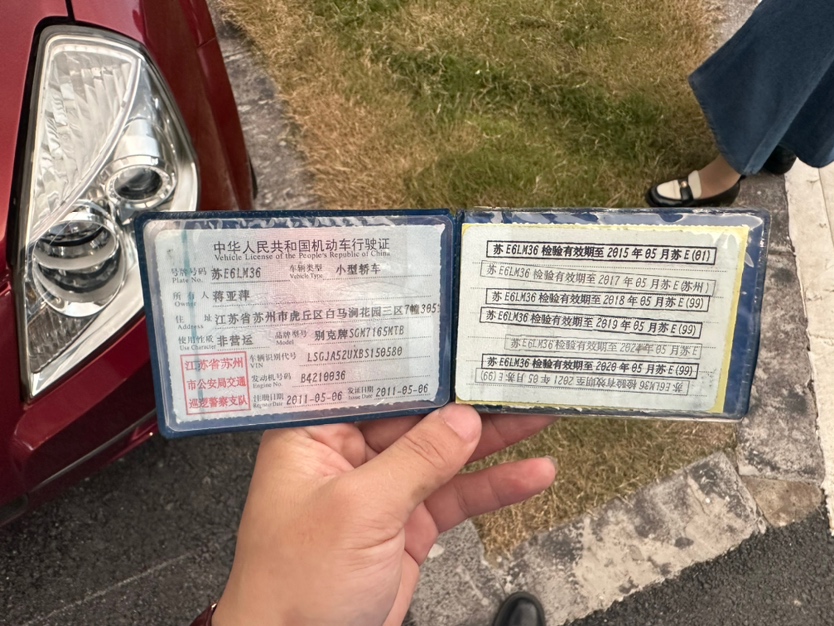 中华人民共和国机动车行驶证
Vehicle License of the People's Republic of China
号牌号码 苏E6LM36 车辆类型 小型轿车
Plate No. Vehicle Type
所有人 蒋亚萍
Owner
住址 江苏省苏州市虎丘区白马涧花园三区7幢305
Address
使用性质 非营运 品牌型号 别克牌SGM7165MTB
Use Character Model
江苏省苏州
市公安局交通
巡逻警察支队
车辆识别代号 LSGJA52UXBS150580
VIN
发动机号码 B4210036
Engine No.
注册日期 2011-05-06 发证日期 2011-05-06
Register Date Issue Date
苏E6LM36 检验有效期至2015年05月苏E(01)
苏E6LM36 检验有效期至2017年05月苏E(苏州)
苏E6LM36 检验有效期至2018年05月苏E(99)
苏E6LM36 检验有效期至2019年05月苏E(99)
苏E6LM36 检验有效期至 年05月苏E
苏E6LM36 检验有效期至2020年05月苏E(99)
苏E6LM36 检验有效期至2021年05月苏E(99)